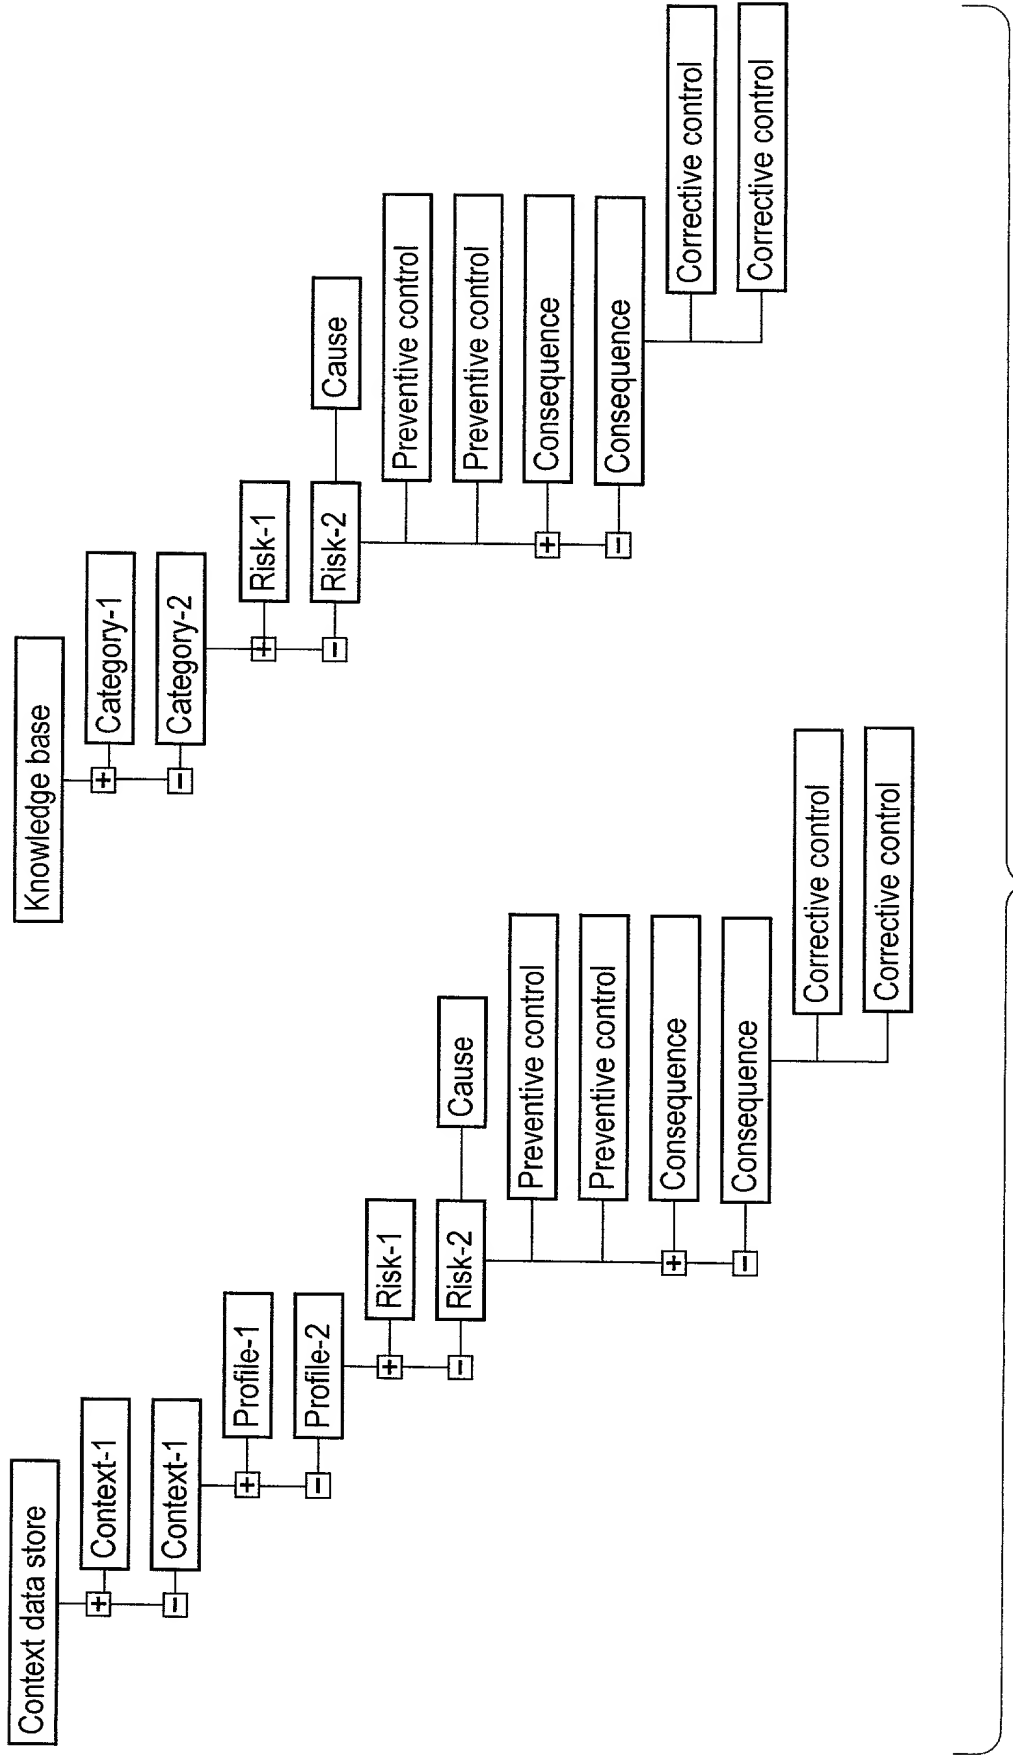 Context data store
+
Context-1
−
Context-1
+
Profile-1
−
Profile-2
+
Risk-1
−
Risk-2
Cause
Preventive control
Preventive control
+
Consequence
−
Consequence
Corrective control
Corrective control
Knowledge base
+
Category-1
−
Category-2
+
Risk-1
−
Risk-2
Cause
Preventive control
Preventive control
+
Consequence
−
Consequence
Corrective control
Corrective control